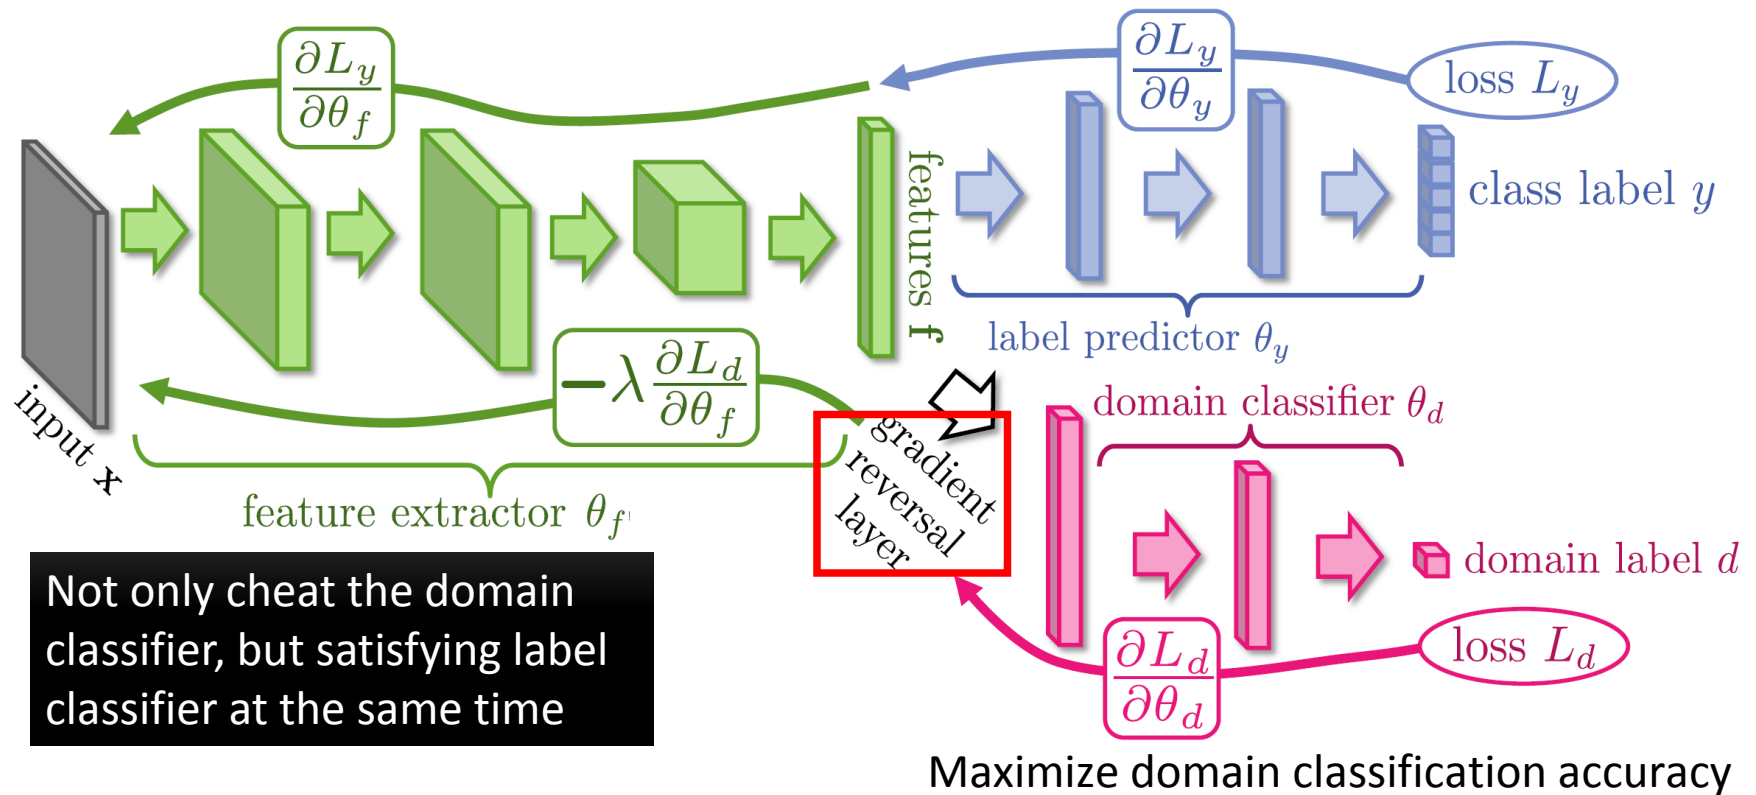 ∂L_y
∂θ_f
∂L_y
∂θ_y
loss L_y
features f
class label y
label predictor θ_y
−λ ∂L_d
∂θ_f
input x
feature extractor θ_f
gradient
reversal
layer
domain classifier θ_d
domain label d
loss L_d
∂L_d
∂θ_d
Not only cheat the domain
classifier, but satisfying label
classifier at the same time
Maximize domain classification accuracy